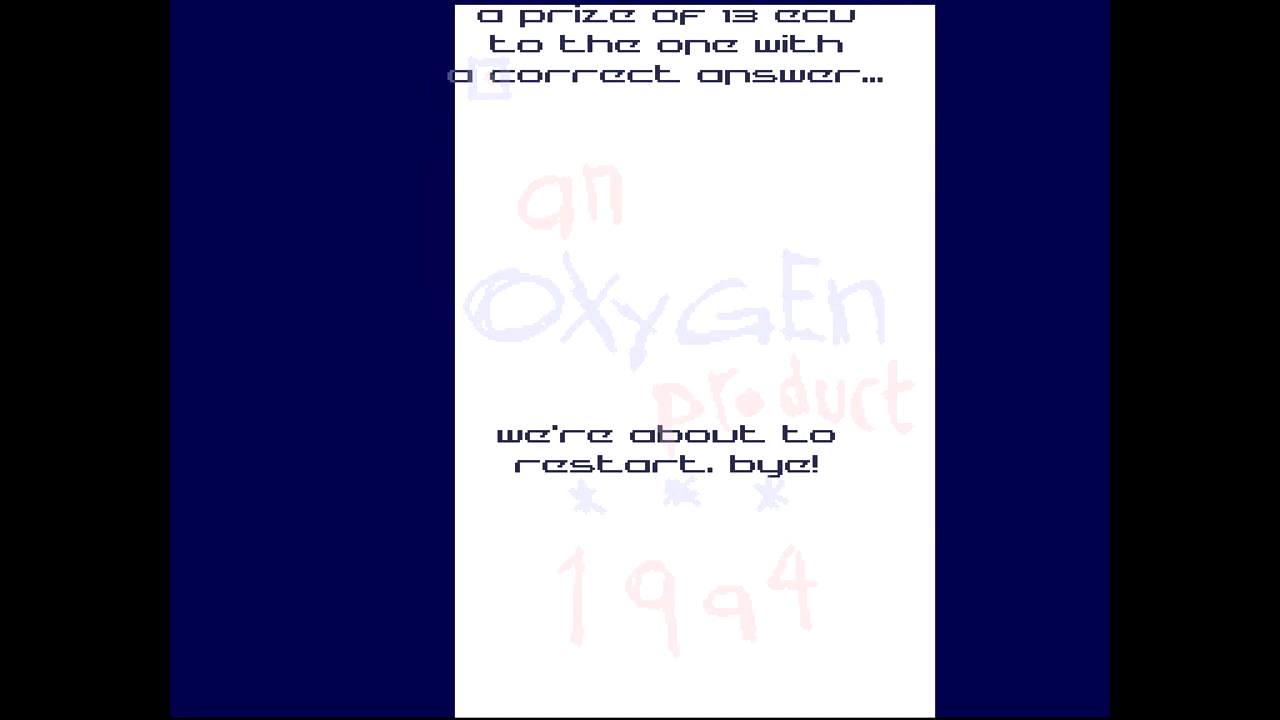 a prize of 13 ecu
to the one with
a correct answer...
an
OXyGEn
product
we're about to
restart. bye!
* * *
1994